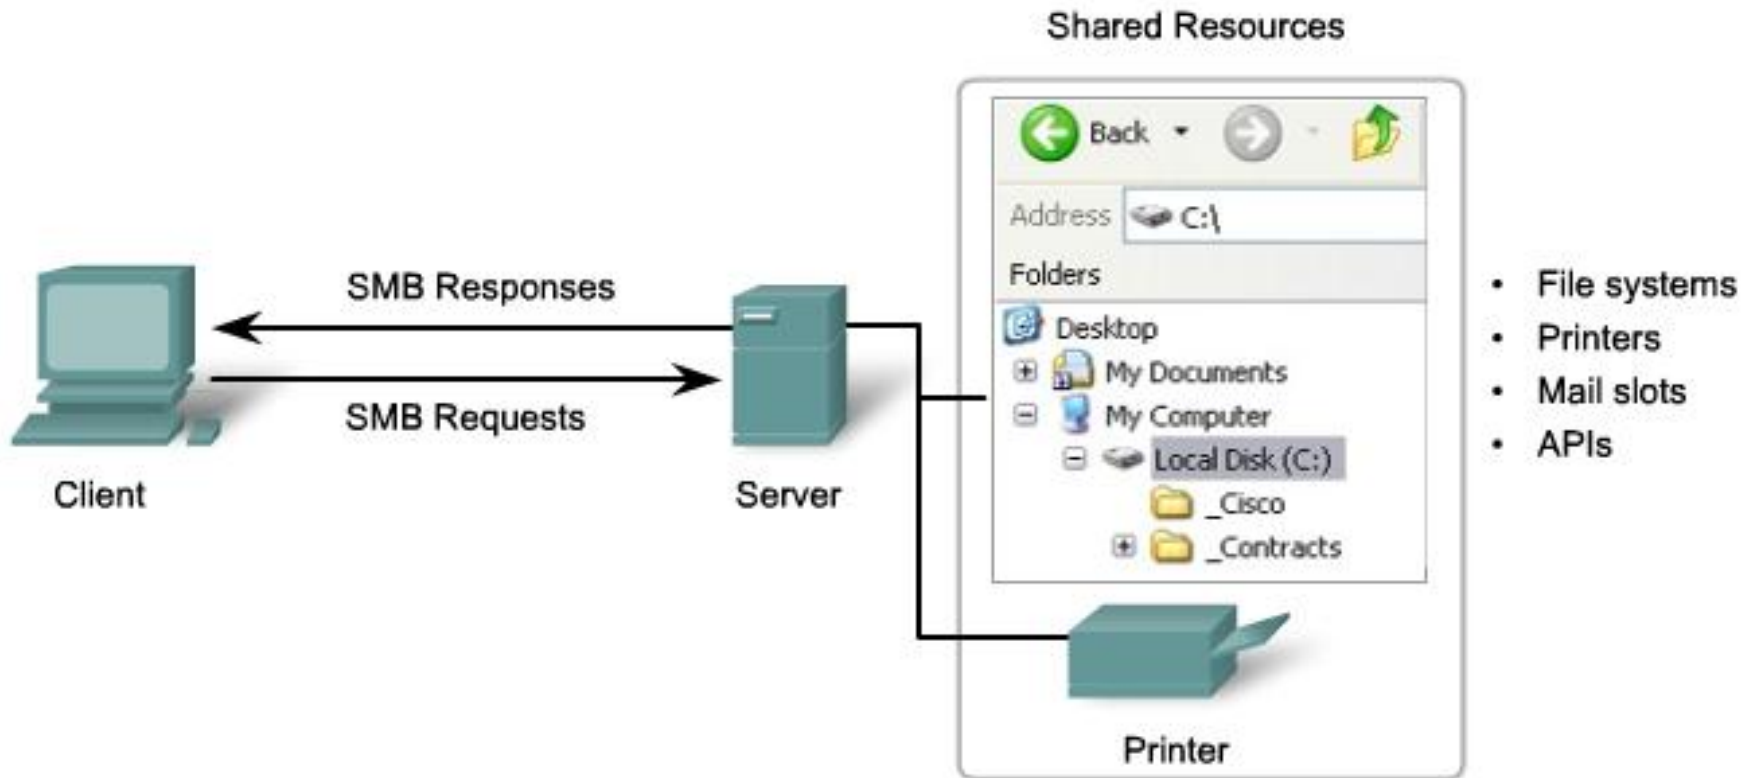 Shared Resources
Back
Address C:\
Folders
Desktop
My Documents
My Computer
Local Disk (C:)
_Cisco
_Contracts
SMB Responses
SMB Requests
Client
Server
Printer
• File systems
• Printers
• Mail slots
• APIs